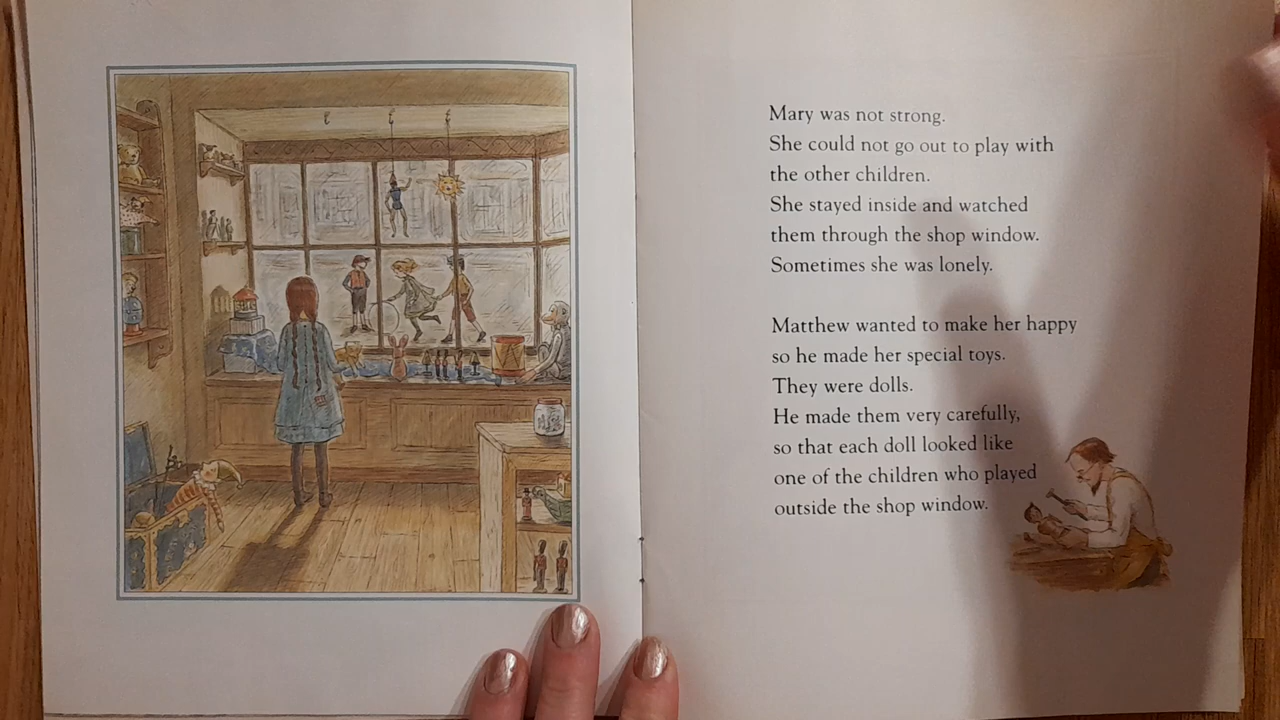 Mary was not strong.
She could not go out to play with
the other children.
She stayed inside and watched
them through the shop window.
Sometimes she was lonely.
Matthew wanted to make her happy
so he made her special toys.
They were dolls.
He made them very carefully,
so that each doll looked like
one of the children who played
outside the shop window.